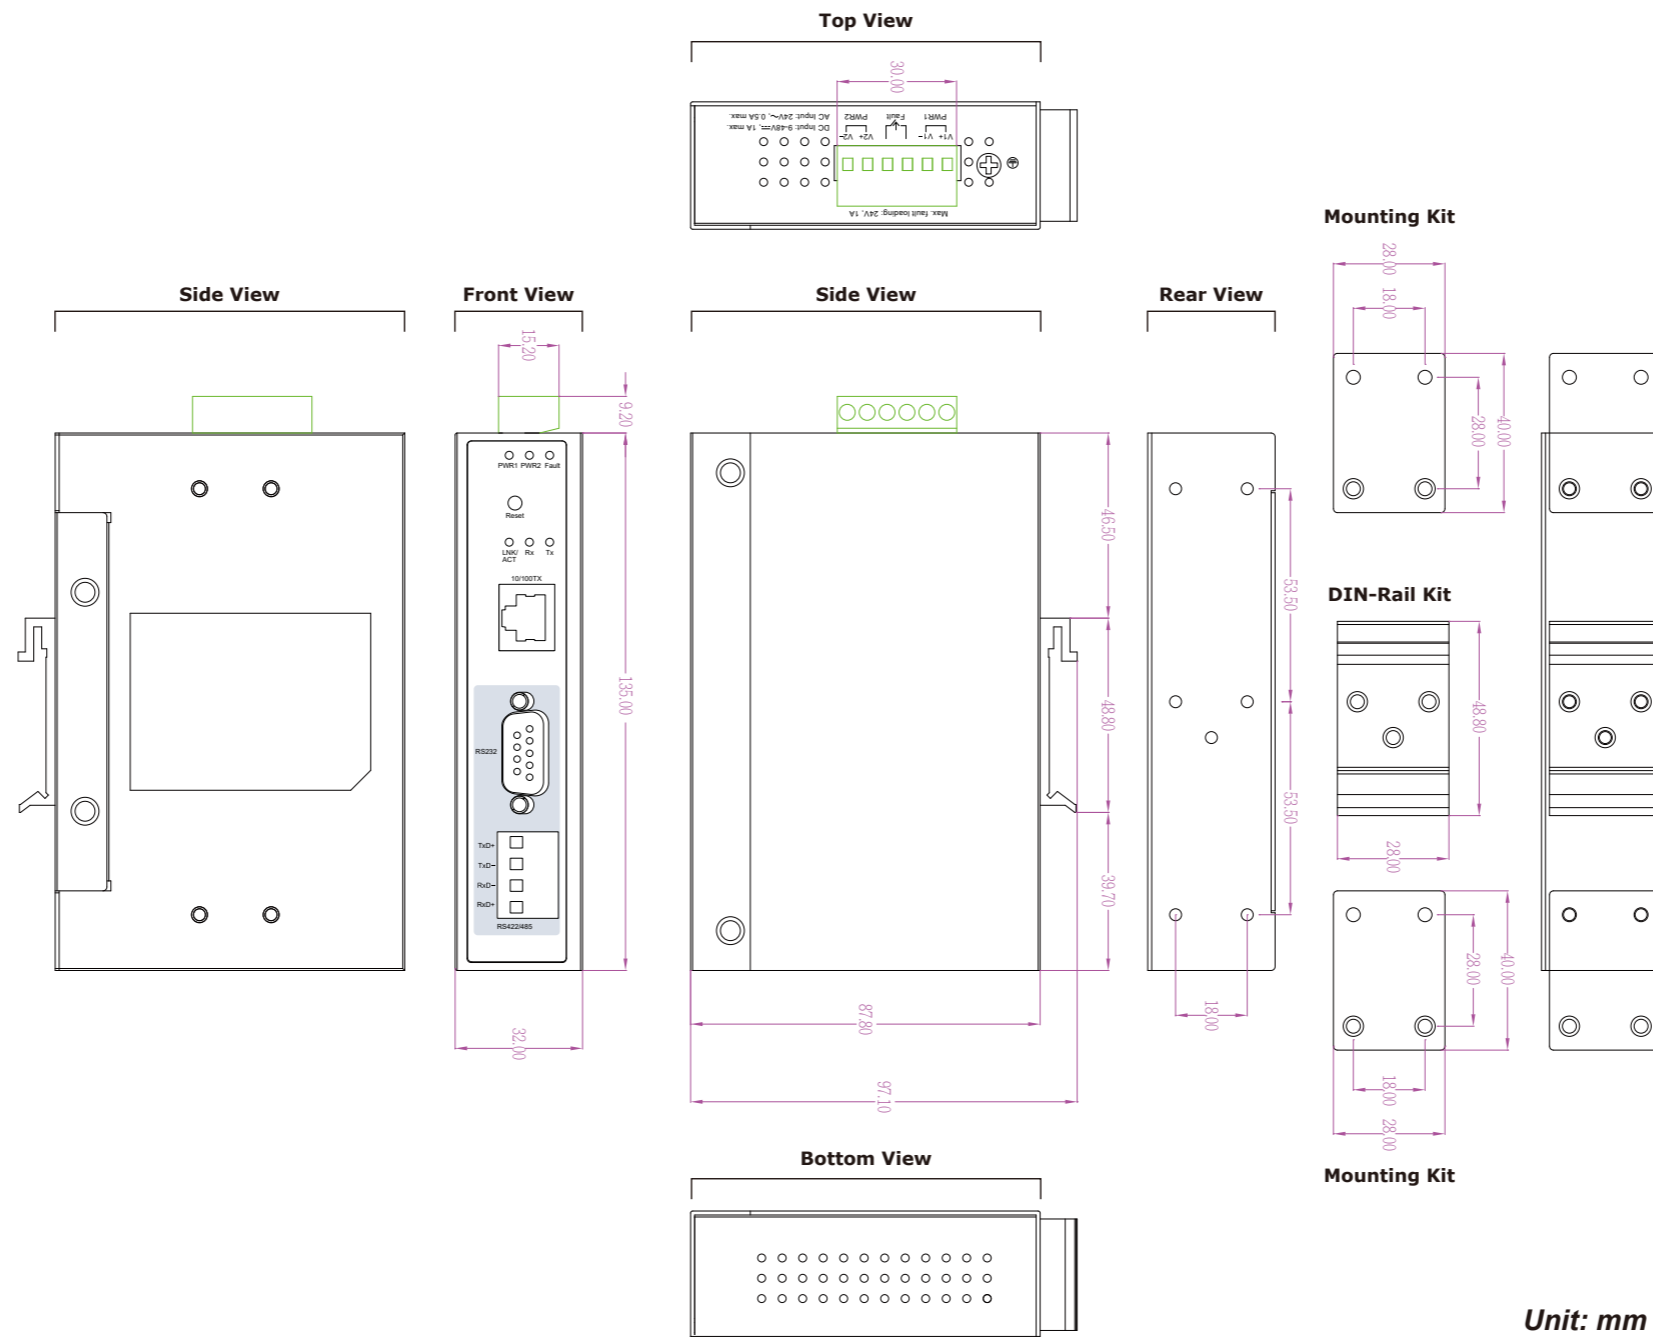 Top View
30.00
AC Input: 24V~, 0.5A max.
DC Input: 9-48V⎓, 1A max.
PWR2 Fault PWR1
V2- V2+ V1- V1+
Max. fault loading: 24V, 1A
Mounting Kit
28.00
18.00
28.00
40.00
Side View
Front View
Side View
Rear View
15.20
9.20
PWR1 PWR2 Fault
Reset
LNK/ACT Rx Tx
10/100TX
135.00
RS232
TxD+
TxD-
RxD-
RxD+
RS422/485
32.00
46.50
48.80
39.70
87.80
97.10
53.50
53.50
18.00
DIN-Rail Kit
48.80
28.00
28.00
40.00
18.00
28.00
Mounting Kit
Bottom View
Unit: mm